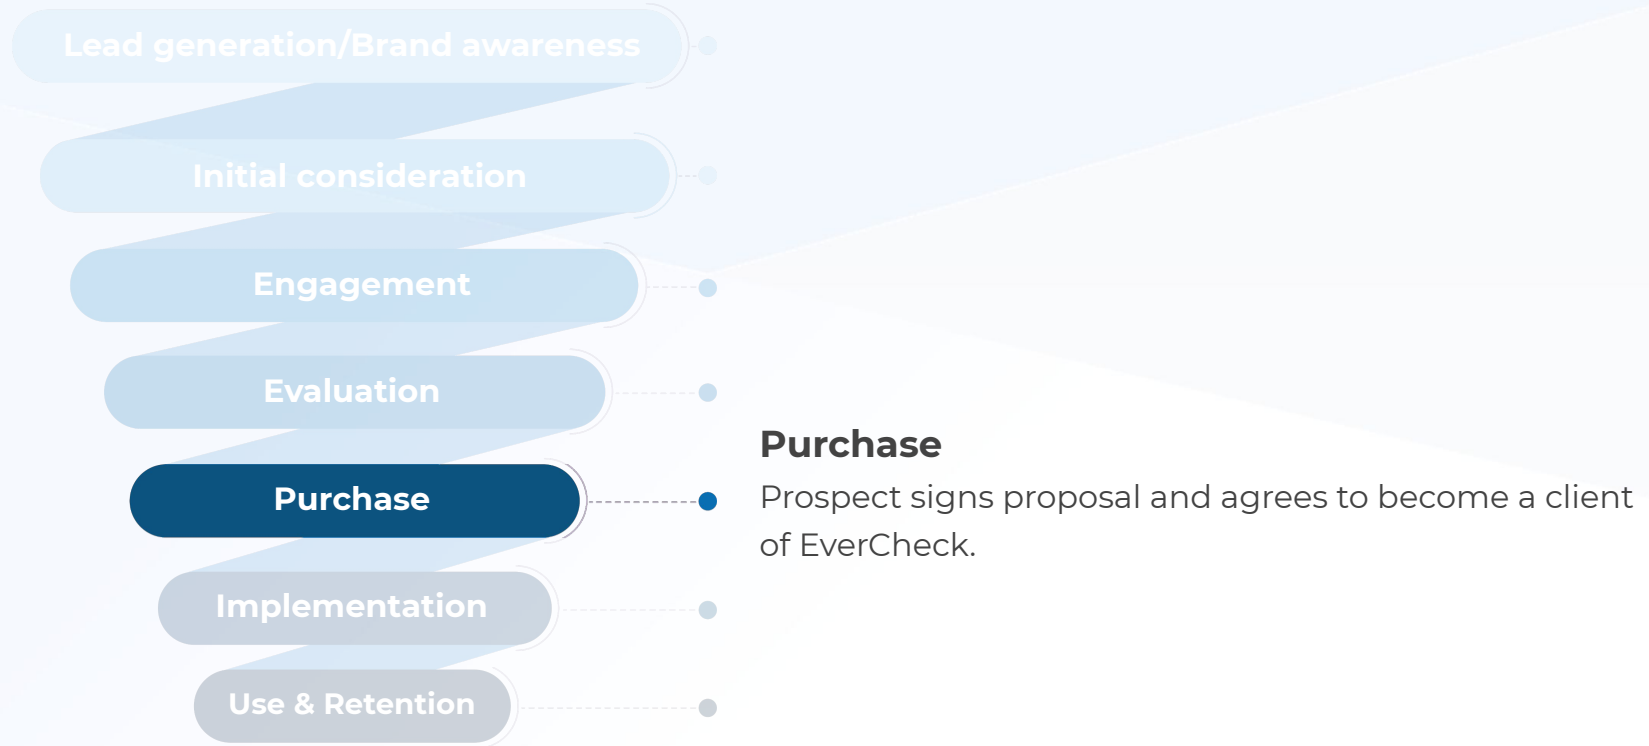 Lead generation/Brand awareness
Initial consideration
Engagement
Evaluation
Purchase
Purchase
Prospect signs proposal and agrees to become a client
of EverCheck.
Implementation
Use & Retention